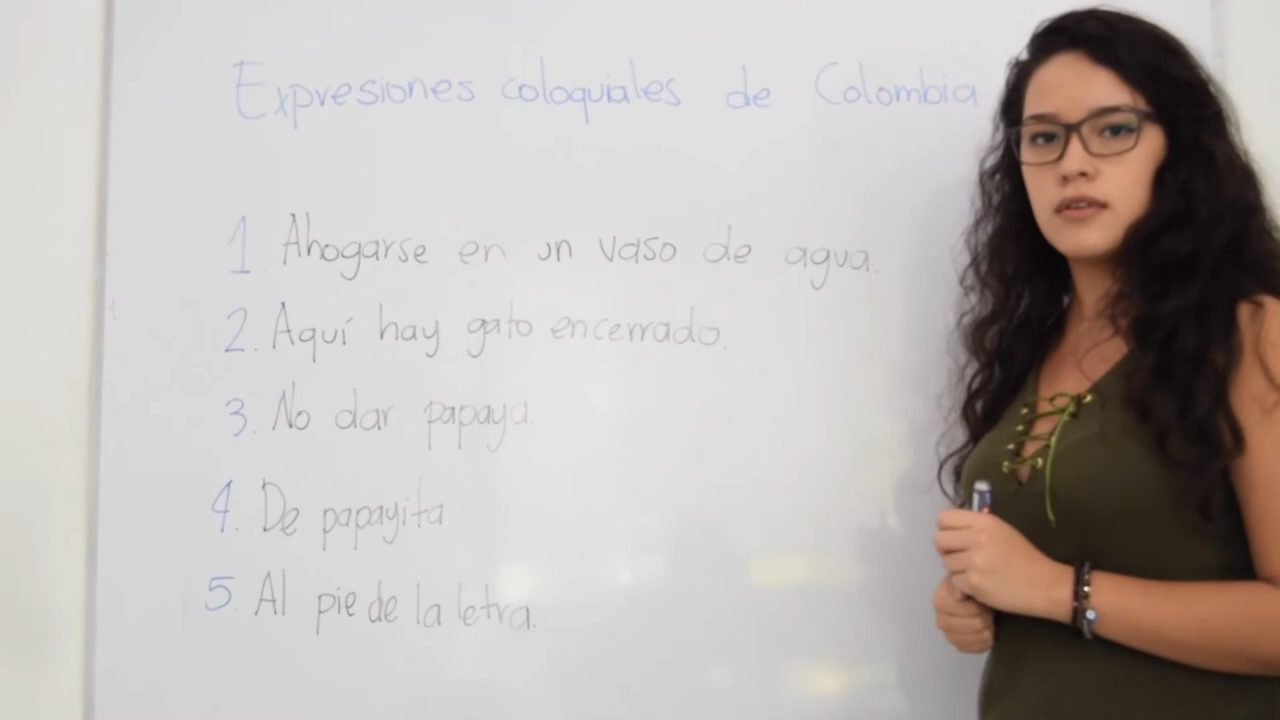 Expresiones coloquiales de Colombia
1. Ahogarse en un vaso de agua.
2. Aquí hay gato encerrado.
3. No dar papaya.
4. De papayita
5. Al pie de la letra.